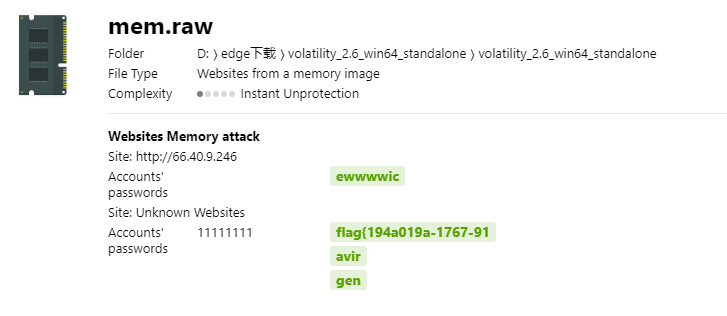 mem.raw
Folder D: 〉edge下载 〉volatility_2.6_win64_standalone 〉volatility_2.6_win64_standalone
File Type Websites from a memory image
Complexity Instant Unprotection
Websites Memory attack
Site: http://66.40.9.246
Accounts' passwords ewwwwic
Site: Unknown Websites
Accounts' passwords 11111111 flag{194a019a-1767-91
avir
gen